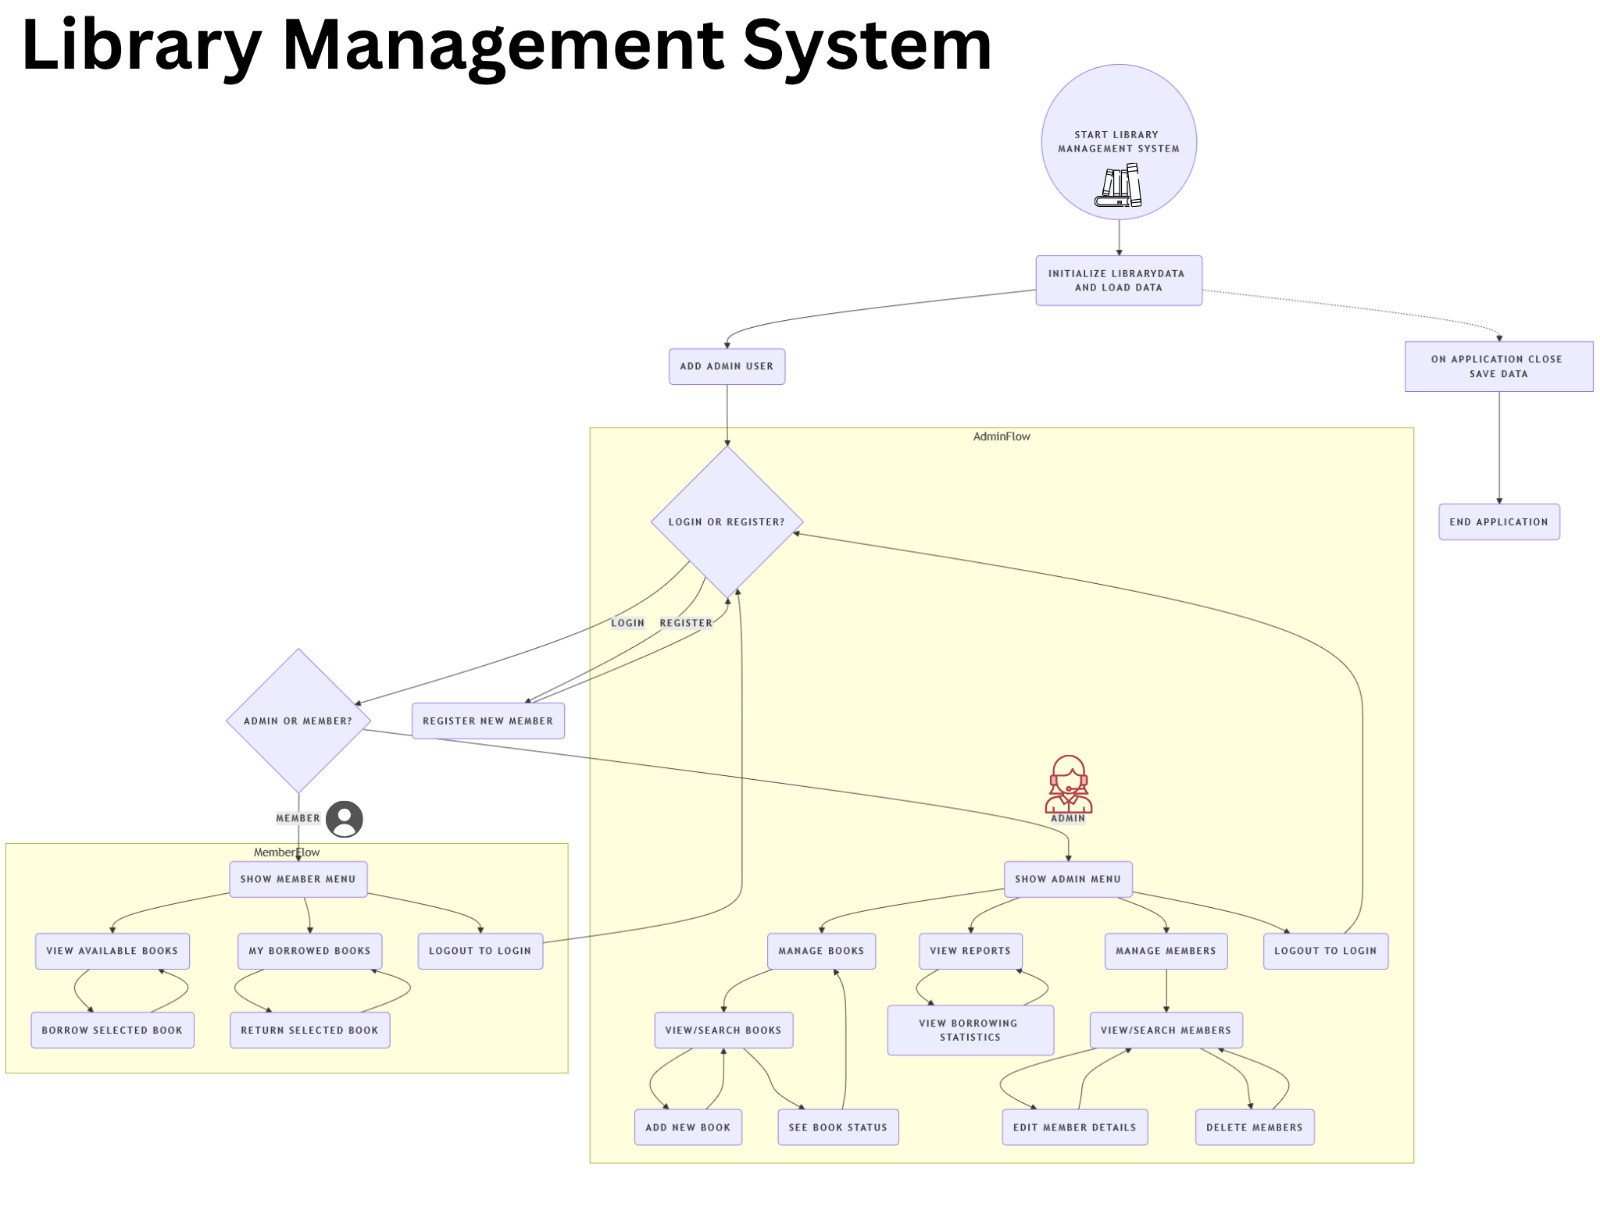 Library Management System
START LIBRARY
MANAGEMENT SYSTEM
INITIALIZE LIBRARYDATA
AND LOAD DATA
ADD ADMIN USER
ON APPLICATION CLOSE
SAVE DATA
AdminFlow
LOGIN OR REGISTER?
END APPLICATION
LOGIN
REGISTER
ADMIN OR MEMBER?
REGISTER NEW MEMBER
MEMBER
ADMIN
MemberFlow
SHOW MEMBER MENU
SHOW ADMIN MENU
VIEW AVAILABLE BOOKS
MY BORROWED BOOKS
LOGOUT TO LOGIN
MANAGE BOOKS
VIEW REPORTS
MANAGE MEMBERS
LOGOUT TO LOGIN
BORROW SELECTED BOOK
RETURN SELECTED BOOK
VIEW/SEARCH BOOKS
VIEW BORROWING
STATISTICS
VIEW/SEARCH MEMBERS
ADD NEW BOOK
SEE BOOK STATUS
EDIT MEMBER DETAILS
DELETE MEMBERS